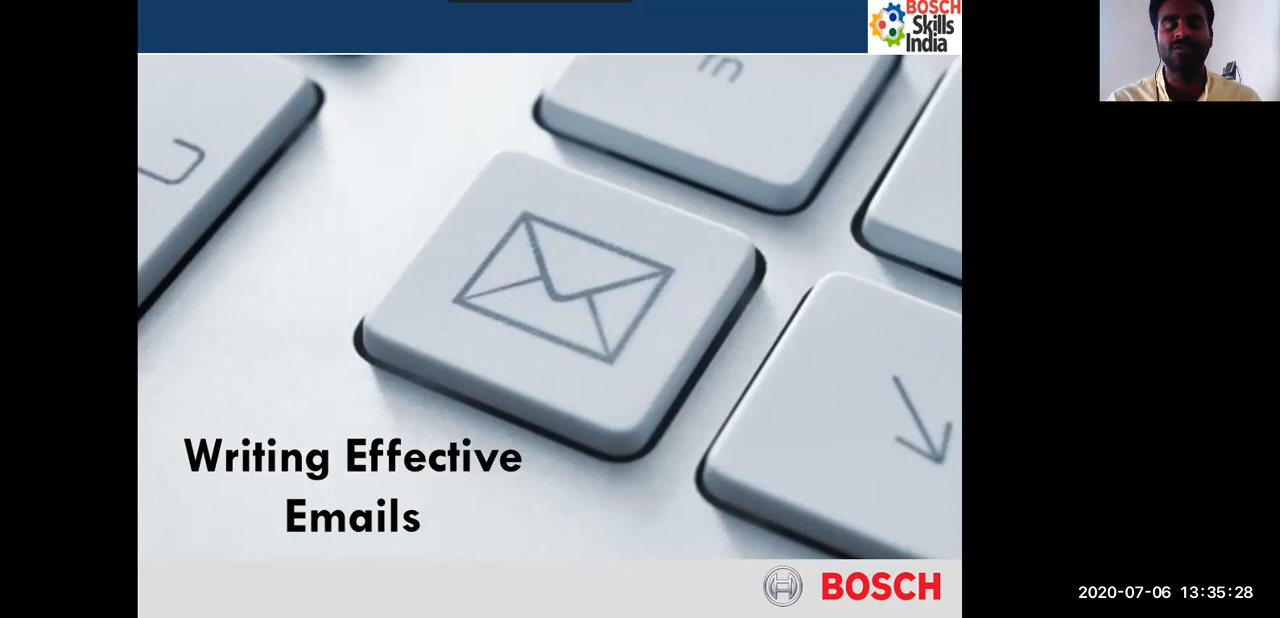 BOSCH
Skills
India
Writing Effective
Emails
BOSCH
2020-07-06 13:35:28